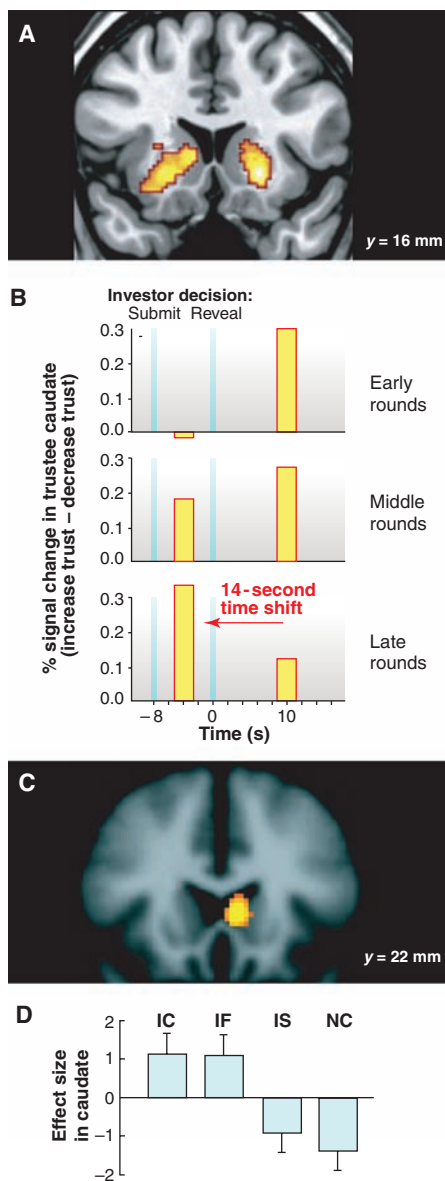 A
y = 16 mm
B
Investor decision:
Submit Reveal
% signal change in trustee caudate
(increase trust – decrease trust)
0.3
0.2
0.1
0.0
Early
rounds
0.3
0.2
0.1
0.0
Middle
rounds
0.3
0.2
0.1
0.0
14-second
time shift
Late
rounds
–8 0 10
Time (s)
C
y = 22 mm
D
IC IF IS NC
Effect size
in caudate
2
1
0
–1
–2